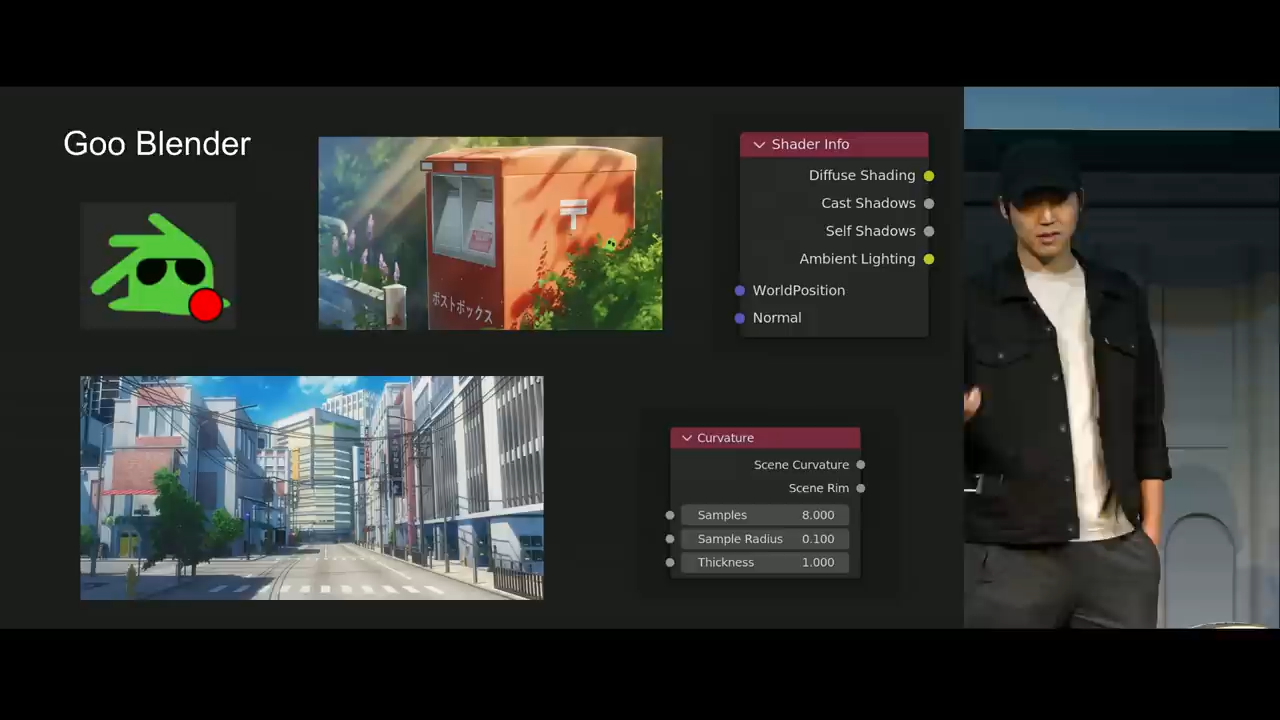 Goo Blender
ポストボックス
Shader Info
Diffuse Shading
Cast Shadows
Self Shadows
Ambient Lighting
WorldPosition
Normal
Curvature
Scene Curvature
Scene Rim
Samples 8.000
Sample Radius 0.100
Thickness 1.000